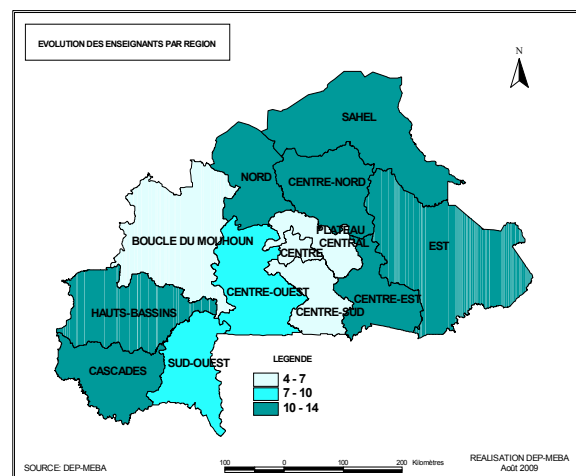 EVOLUTION DES ENSEIGNANTS PAR REGION
N
SAHEL
NORD
CENTRE-NORD
PLATEAU
CENTRAL
BOUCLE DU MOUHOUN
CENTRE
EST
CENTRE-OUEST
CENTRE-EST
HAUTS-BASSINS
CENTRE-SUD
SUD-OUEST
CASCADES
LEGENDE
4 - 7
7 - 10
10 - 14
100 0 100 200 Kilomètres
SOURCE: DEP-MEBA
REALISATION DEP-MEBA
Août 2009